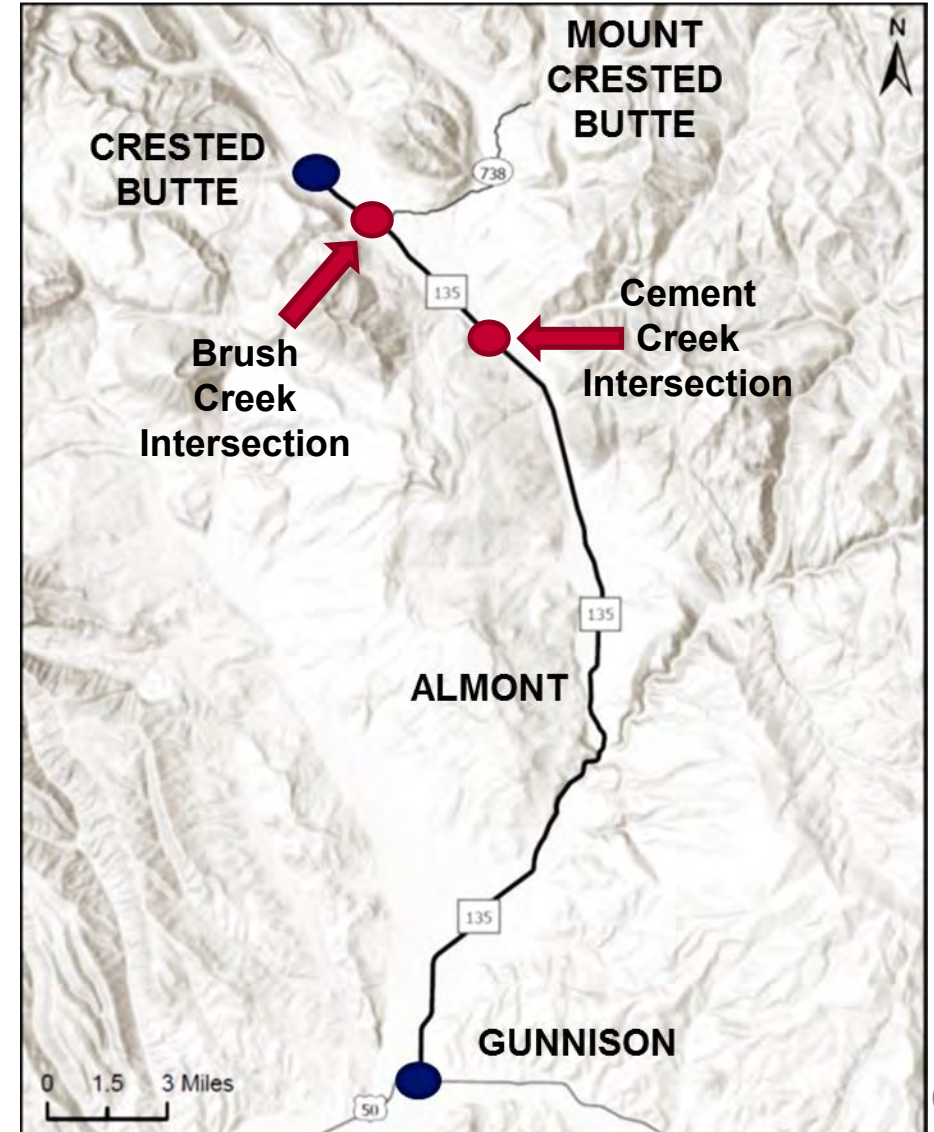 N
MOUNT
CRESTED
BUTTE
CRESTED
BUTTE
738
135
Cement
Creek
Intersection
Brush
Creek
Intersection
135
ALMONT
135
GUNNISON
0 1.5 3 Miles
50